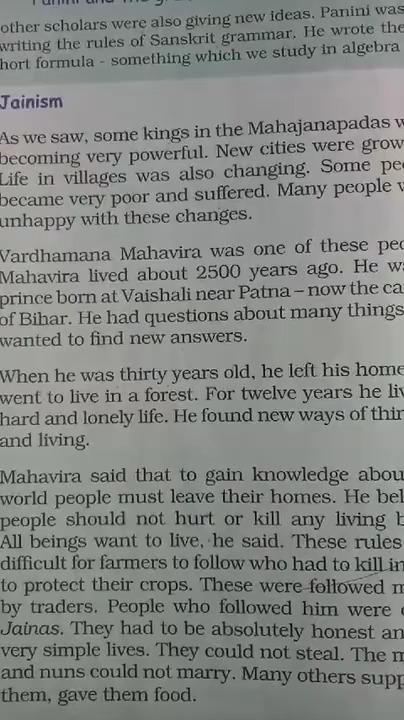 other scholars were also giving new ideas. Panini was
writing the rules of Sanskrit grammar. He wrote the
hort formula - something which we study in algebra
Jainism
As we saw, some kings in the Mahajanapadas w
becoming very powerful. New cities were grow
Life in villages was also changing. Some pe
became very poor and suffered. Many people w
unhappy with these changes.
Vardhamana Mahavira was one of these peo
Mahavira lived about 2500 years ago. He wa
prince born at Vaishali near Patna – now the ca
of Bihar. He had questions about many things
wanted to find new answers.
When he was thirty years old, he left his home
went to live in a forest. For twelve years he liv
hard and lonely life. He found new ways of thin
and living.
Mahavira said that to gain knowledge abou
world people must leave their homes. He bel
people should not hurt or kill any living b
All beings want to live, he said. These rules
difficult for farmers to follow who had to kill in
to protect their crops. These were followed m
by traders. People who followed him were c
Jainas. They had to be absolutely honest an
very simple lives. They could not steal. The m
and nuns could not marry. Many others supp
them, gave them food.